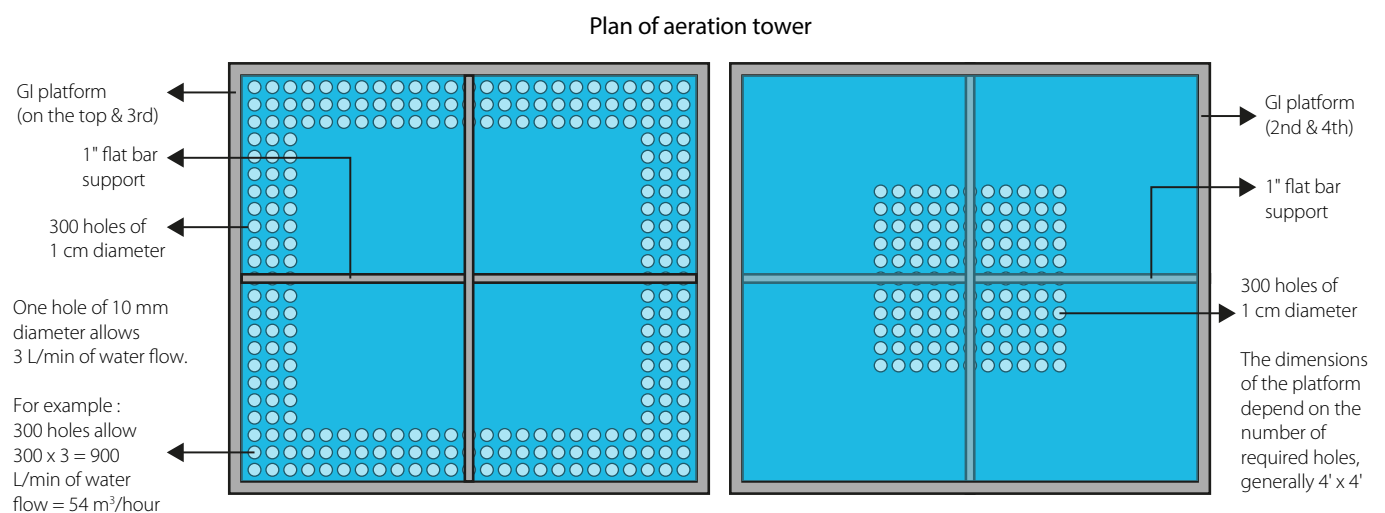 Plan of aeration tower
GI platform
(on the top & 3rd)
1" flat bar
support
300 holes of
1 cm diameter
One hole of 10 mm
diameter allows
3 L/min of water flow.
For example :
300 holes allow
300 x 3 = 900
L/min of water
flow = 54 m³/hour
GI platform
(2nd & 4th)
1" flat bar
support
300 holes of
1 cm diameter
The dimensions
of the platform
depend on the
number of
required holes,
generally 4' x 4'